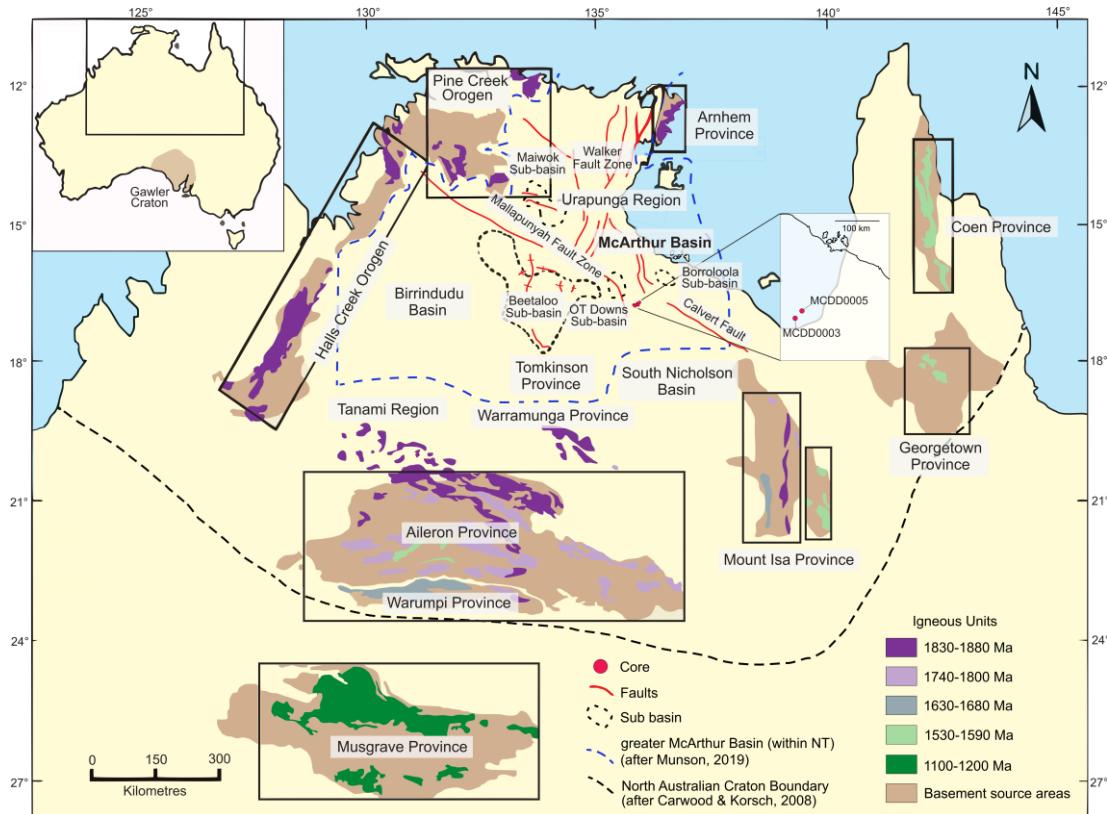 125°
130°
135°
140°
145°
12°
15°
18°
21°
24°
27°
12°
15°
18°
21°
24°
27°
Gawler
Craton
Pine Creek
Orogen
Arnhem
Province
N
Maiwok
Sub-basin
Walker
Fault Zone
Urapunga Region
Mallapunyah Fault Zone
McArthur Basin
100 km
MCDD0005
MCDD0003
Coen Province
Halls Creek Orogen
Birrindudu
Basin
Beetaloo
Sub-basin
OT Downs
Sub-basin
Borroloola
Sub-basin
Calvert Fault
Tomkinson
Province
South Nicholson
Basin
Tanami Region
Warramunga Province
Georgetown
Province
Aileron Province
Mount Isa Province
Warumpi Province
Musgrave Province
0
150
300
Kilometres
Core
Faults
Sub basin
greater McArthur Basin (within NT)
(after Munson, 2019)
North Australian Craton Boundary
(after Carwood & Korsch, 2008)
Igneous Units
1830-1880 Ma
1740-1800 Ma
1630-1680 Ma
1530-1590 Ma
1100-1200 Ma
Basement source areas